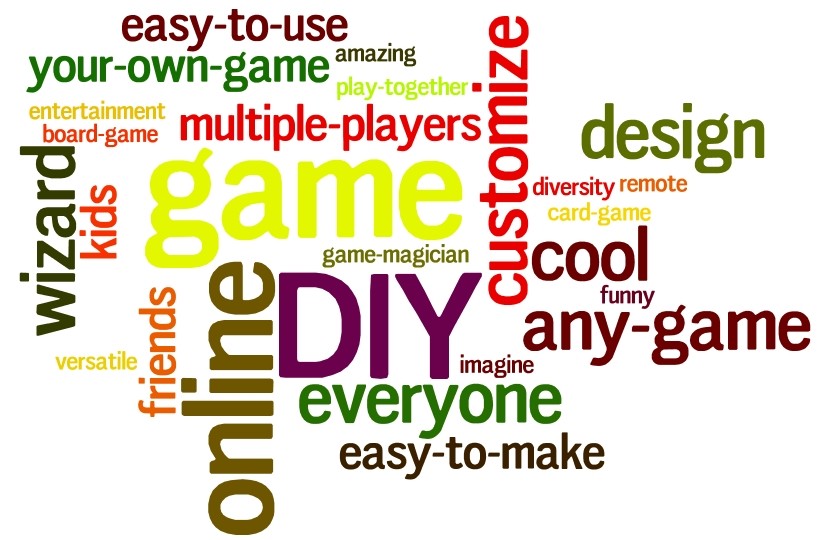 easy-to-use
amazing
your-own-game
play-together
customize
entertainment
board-game
multiple-players
design
wizard
kids
game
diversity
remote
card-game
game-magician
cool
funny
online
DIY
any-game
friends
versatile
imagine
everyone
easy-to-make